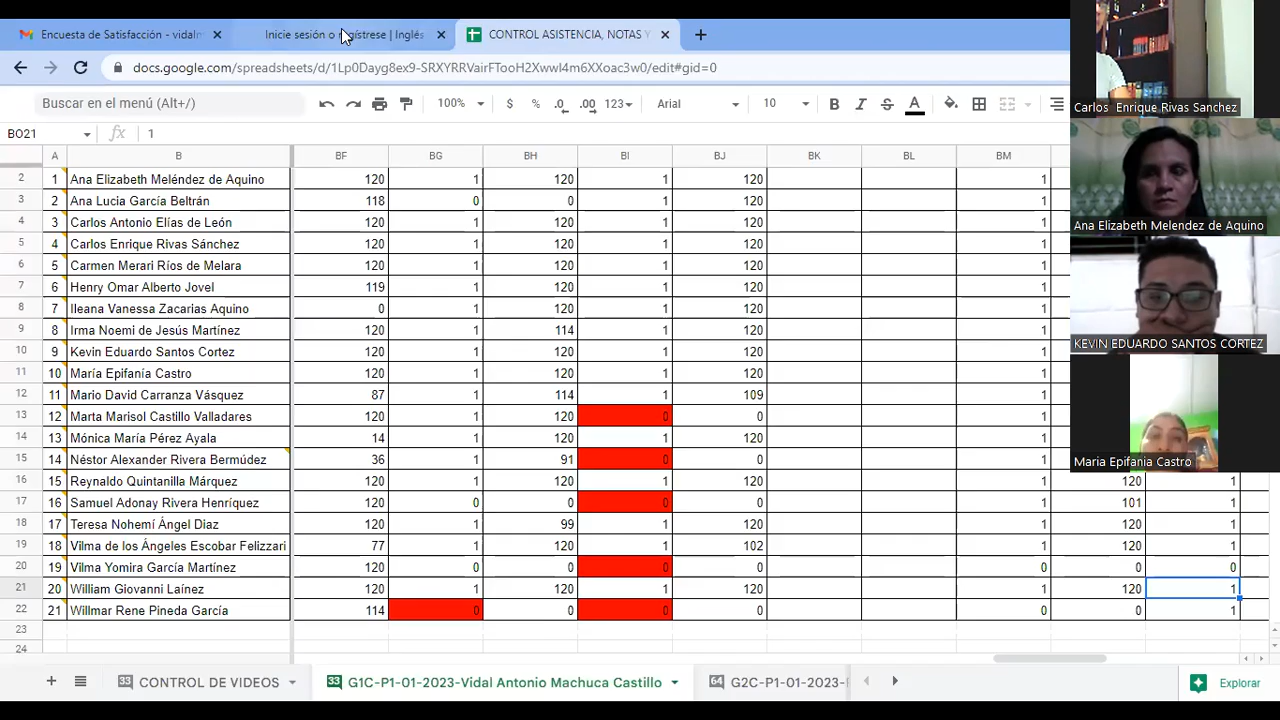 Encuesta de Satisfacción - vidalm
Inicie sesión o regístrese | Inglés
CONTROL ASISTENCIA, NOTAS Y
docs.google.com/spreadsheets/d/1Lp0Dayg8ex9-SRXYRRVairFTooH2XwwI4m6XXoac3w0/edit#gid=0
Buscar en el menú (Alt+/) 100% $ % .0 .00 123 Arial 10 B I S A
BO21 fx 1
A B BF BG BH BI BJ BK BL BM
2 1 Ana Elizabeth Meléndez de Aquino 120 1 120 1 120 1
3 2 Ana Lucia García Beltrán 118 0 0 1 120 1
4 3 Carlos Antonio Elías de León 120 1 120 1 120 1
5 4 Carlos Enrique Rivas Sánchez 120 1 120 1 120 1
6 5 Carmen Merari Ríos de Melara 120 1 120 1 120 1
7 6 Henry Omar Alberto Jovel 119 1 120 1 120 1
8 7 Ileana Vanessa Zacarias Aquino 0 1 120 1 120 1
9 8 Irma Noemi de Jesús Martínez 120 1 114 1 120 1
10 9 Kevin Eduardo Santos Cortez 120 1 120 1 120 1
11 10 María Epifanía Castro 120 1 120 1 120 1
12 11 Mario David Carranza Vásquez 87 1 114 1 109 1
13 12 Marta Marisol Castillo Valladares 120 1 120 0 0 1
14 13 Mónica María Pérez Ayala 14 1 120 1 120 1
15 14 Néstor Alexander Rivera Bermúdez 36 1 91 0 0 1
16 15 Reynaldo Quintanilla Márquez 120 1 120 1 120 1 120 1
17 16 Samuel Adonay Rivera Henríquez 120 0 0 0 0 1 101 1
18 17 Teresa Nohemí Ángel Diaz 120 1 99 1 120 1 120 1
19 18 Vilma de los Ángeles Escobar Felizzari 77 1 120 1 102 1 120 1
20 19 Vilma Yomira García Martínez 120 0 0 0 0 0 0 0
21 20 William Giovanni Laínez 120 1 120 1 120 1 120 1
22 21 Willmar Rene Pineda García 114 0 0 0 0 0 0 1
23
24
33 CONTROL DE VIDEOS
33 G1C-P1-01-2023-Vidal Antonio Machuca Castillo
64 G2C-P1-01-2023-
Explorar
Carlos Enrique Rivas Sanchez
Ana Elizabeth Melendez de Aquino
KEVIN EDUARDO SANTOS CORTEZ
Maria Epifania Castro